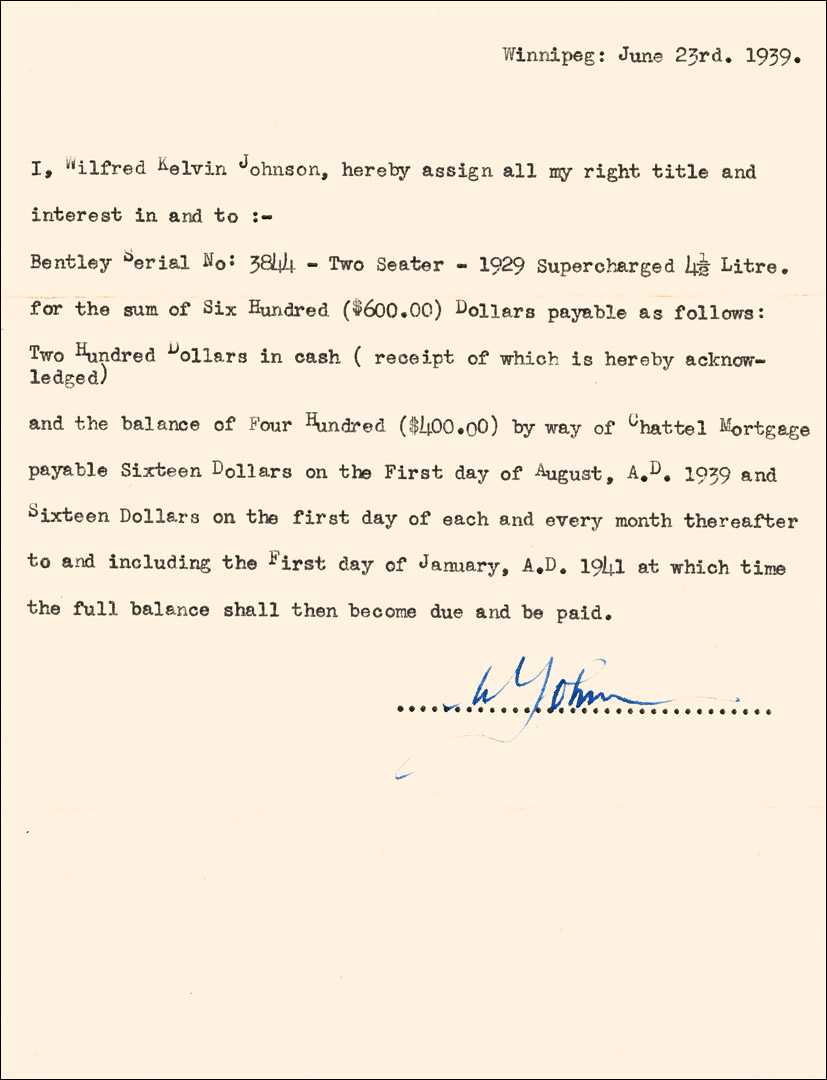 Winnipeg: June 23rd. 1939.
I, Wilfred Kelvin Johnson, hereby assign all my right title and
interest in and to :-
Bentley Serial No: 3844 - Two Seater - 1929 Supercharged 4½ Litre.
for the sum of Six Hundred ($600.00) Dollars payable as follows:
Two Hundred Dollars in cash ( receipt of which is hereby acknow-
ledged)
and the balance of Four Hundred ($400.00) by way of Chattel Mortgage
payable Sixteen Dollars on the First day of August, A.D. 1939 and
Sixteen Dollars on the first day of each and every month thereafter
to and including the First day of January, A.D. 1941 at which time
the full balance shall then become due and be paid.